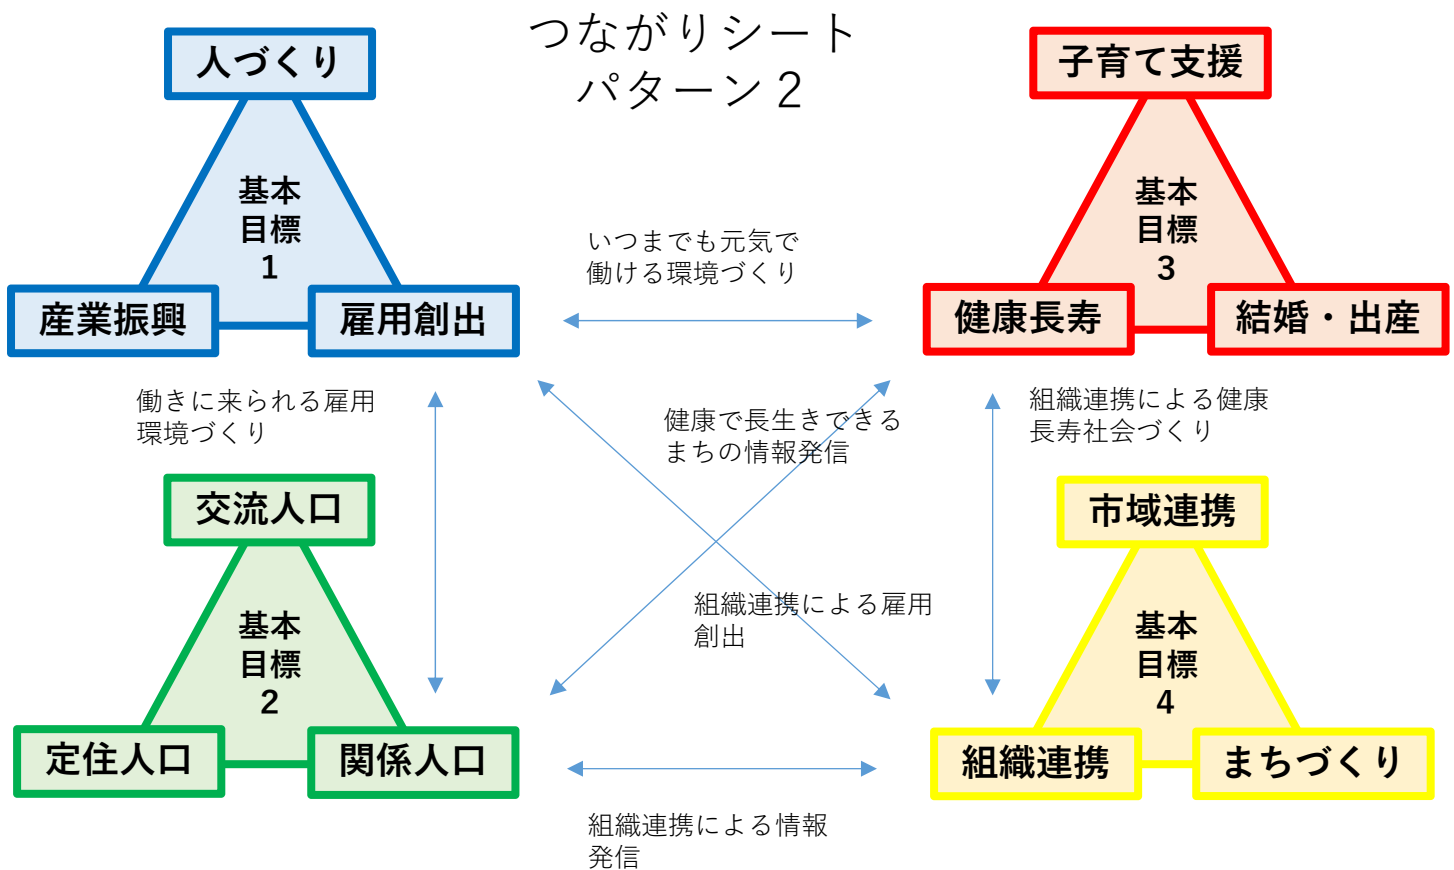 つながりシート
パターン２
人づくり
基本
目標
1
産業振興
雇用創出
子育て支援
基本
目標
3
健康長寿
結婚・出産
いつまでも元気で
働ける環境づくり
働きに来られる雇用
環境づくり
健康で長生きできる
まちの情報発信
組織連携による健康
長寿社会づくり
交流人口
基本
目標
2
定住人口
関係人口
組織連携による雇用
創出
市域連携
基本
目標
4
組織連携
まちづくり
組織連携による情報
発信